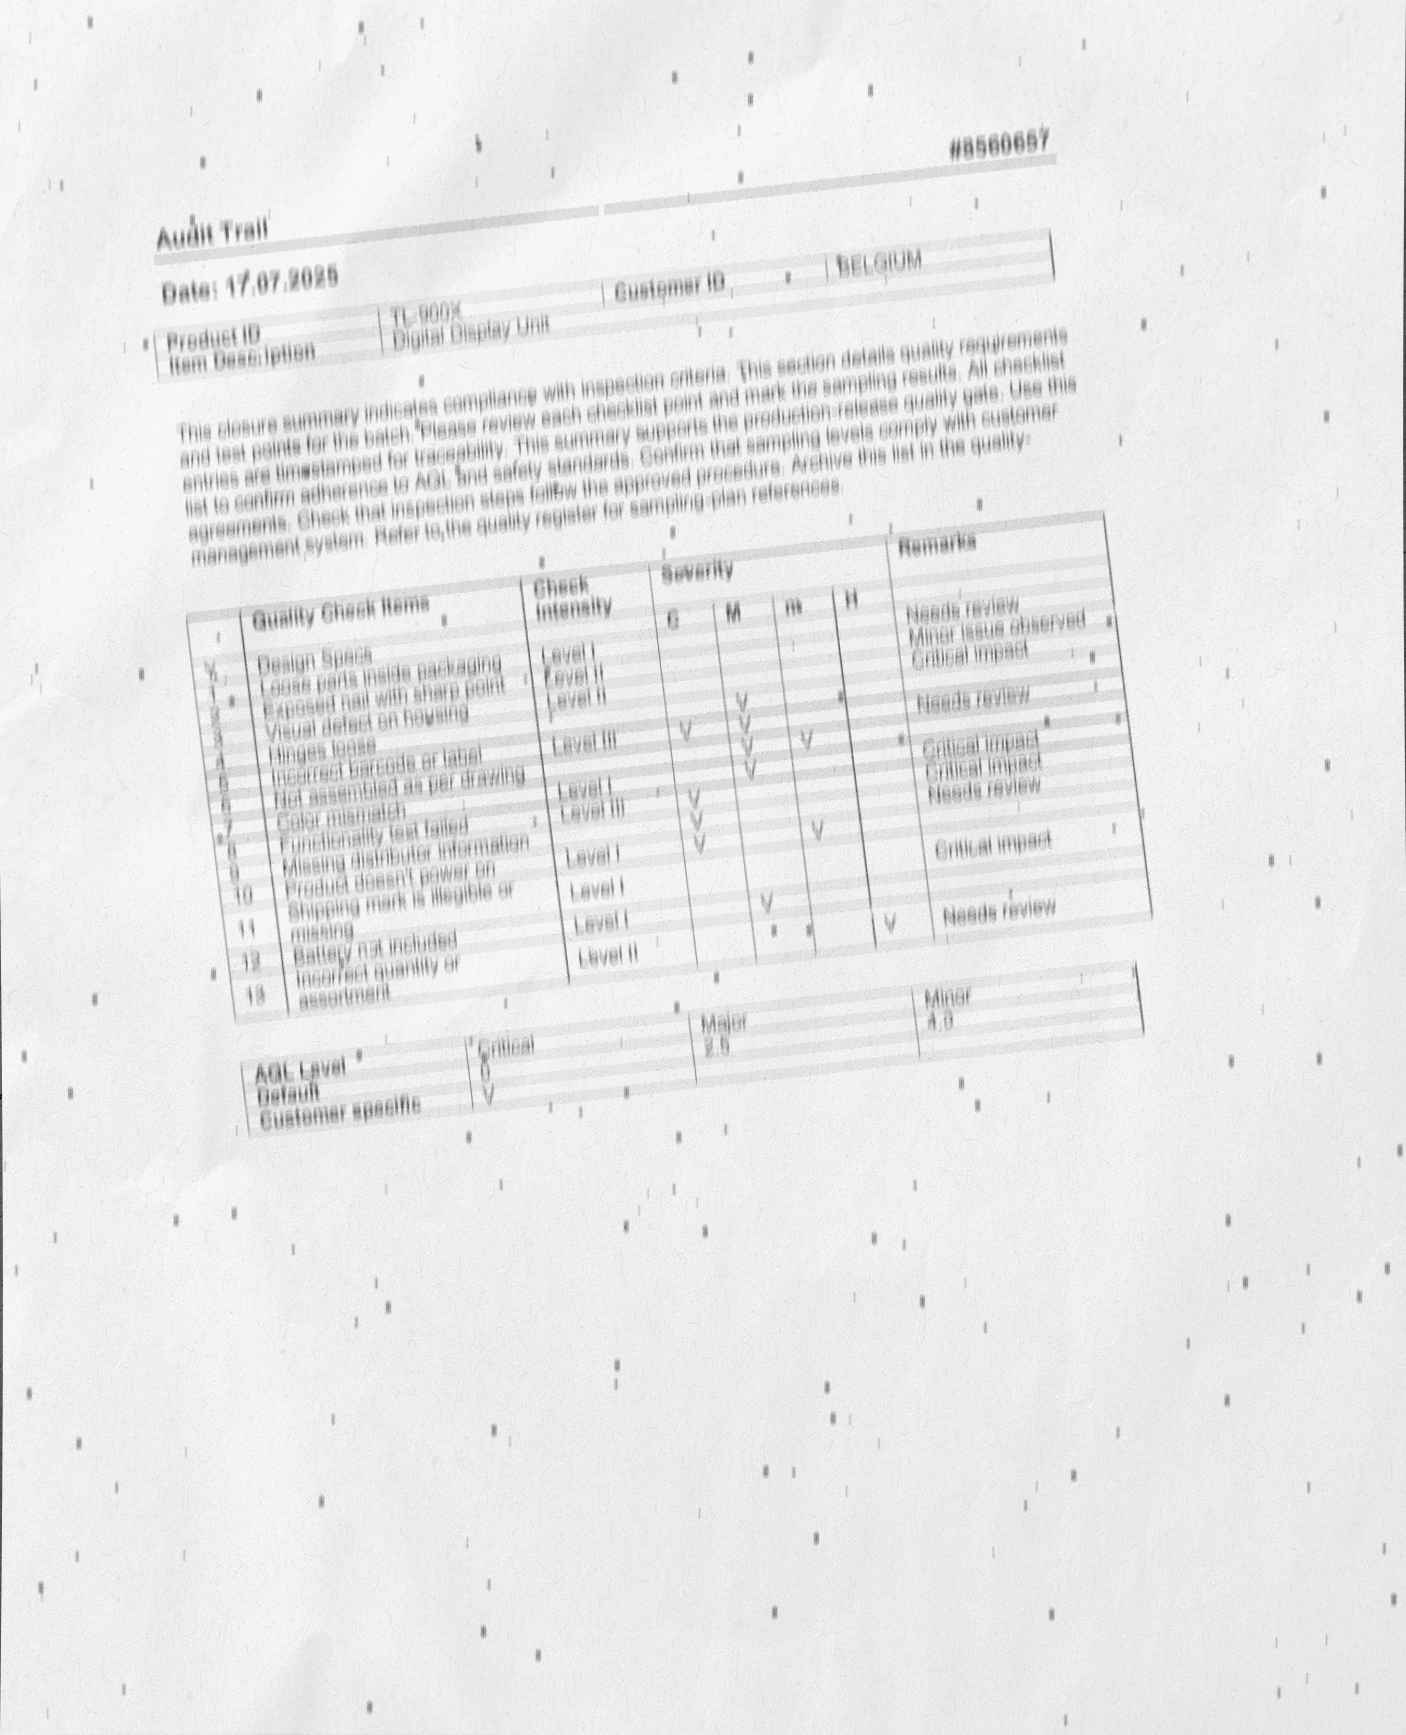 #8560657
Audit Trail
Date: 17.07.2025
Product ID TL-900X Customer ID BELGIUM
Item Description Digital Display Unit
This closure summary indicates compliance with inspection criteria. This section details quality requirements
and test points for the batch. Please review each checklist point and mark the sampling results. All checklist
entries are timestamped for traceability. This summary supports the production-release quality gate. Use this
list to confirm adherence to AQL and safety standards. Confirm that sampling levels comply with customer
agreements. Check that inspection steps follow the approved procedure. Archive this list in the quality-
management system. Refer to the quality register for sampling-plan references.
Quality Check Items Check Intensity Severity Remarks
C M m H
V Design Specs Level I Needs review
1 Loose parts inside packaging Level II Minor issue observed
2 Exposed nail with sharp point Level II Critical impact
3 Visual defect on housing V
4 Hinges loose Level III V V Needs review
5 Incorrect barcode or label V V
6 Not assembled as per drawing Level I V Critical impact
7 Color mismatch Level III V Critical impact
8 Functionality test failed V Needs review
9 Missing distributor information Level I V V
10 Product doesn't power on Level I Critical impact
11 Shipping mark is illegible or
missing Level I V
12 Battery not included Level II V Needs review
13 Incorrect quantity or
assortment
AQL Level Critical Major Minor
Default 0 2.5 4.0
Customer specific V